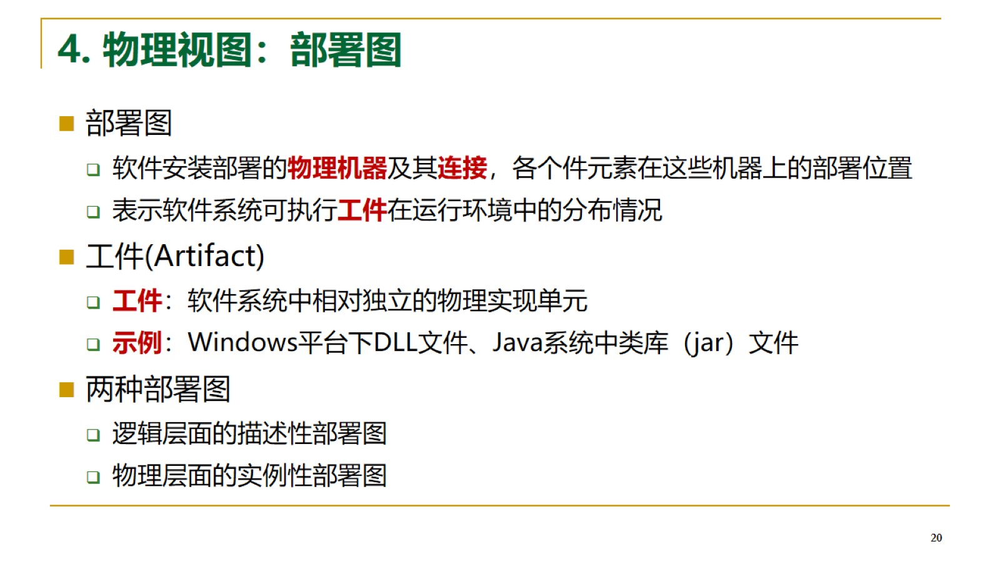 4. 物理视图：部署图
部署图
软件安装部署的物理机器及其连接，各个件元素在这些机器上的部署位置
表示软件系统可执行工件在运行环境中的分布情况
工件(Artifact)
工件：软件系统中相对独立的物理实现单元
示例：Windows平台下DLL文件、Java系统中类库（jar）文件
两种部署图
逻辑层面的描述性部署图
物理层面的实例性部署图
20